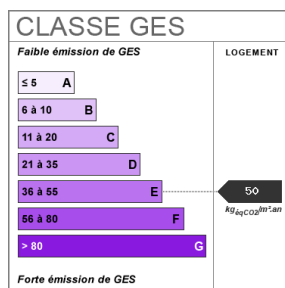 CLASSE GES
Faible émission de GES
LOGEMENT
≤ 5 A
6 à 10 B
11 à 20 C
21 à 35 D
36 à 55 E
50
kgéqCO2/m².an
56 à 80 F
> 80 G
Forte émission de GES